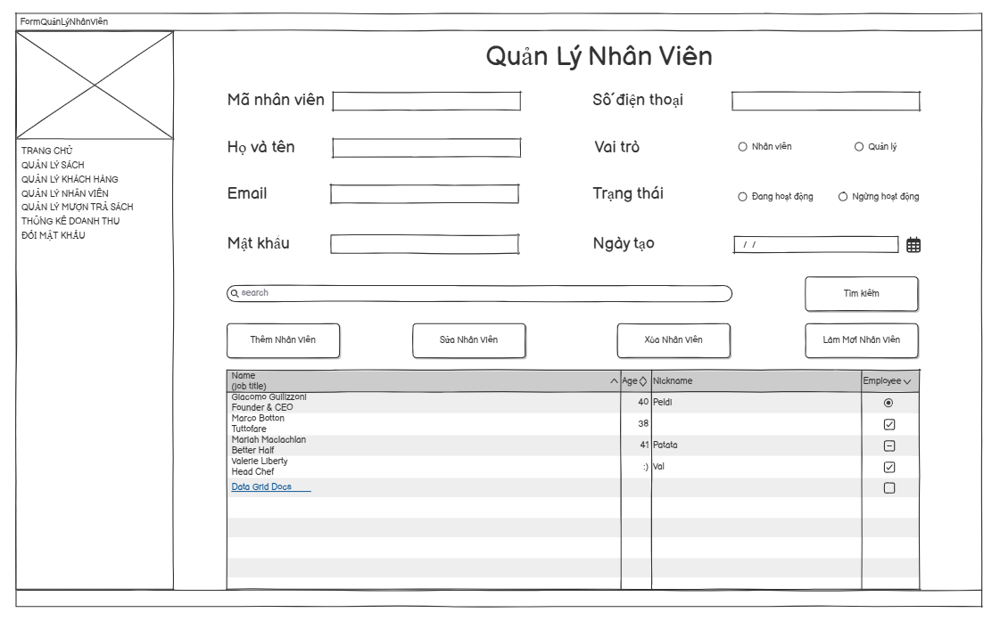 FormQuảnLýNhânViên
TRANG CHỦ
QUẢN LÝ SÁCH
QUẢN LÝ KHÁCH HÀNG
QUẢN LÝ NHÂN VIÊN
QUẢN LÝ MƯỢN TRẢ SÁCH
THỐNG KÊ DOANH THU
ĐỔI MẬT KHẨU
Quản Lý Nhân Viên
Mã nhân viên
Số điện thoại
Họ và tên
Vai trò
Nhân viên
Quản lý
Email
Trạng thái
Đang hoạt động
Ngừng hoạt động
Mật khẩu
Ngày tạo
/ /
search
Tìm kiếm
Thêm Nhân Viên
Sửa Nhân Viên
Xóa Nhân Viên
Làm Mới Nhân Viên
Name
(job title)
Age
Nickname
Employee
Giacomo Guilizzoni
Founder & CEO
40
Peldi
Marco Botton
Tuttofare
38
Mariah Maclachlan
Better Half
41
Patata
Valerie Liberty
Head Chef
:)
Val
Data Grid Docs